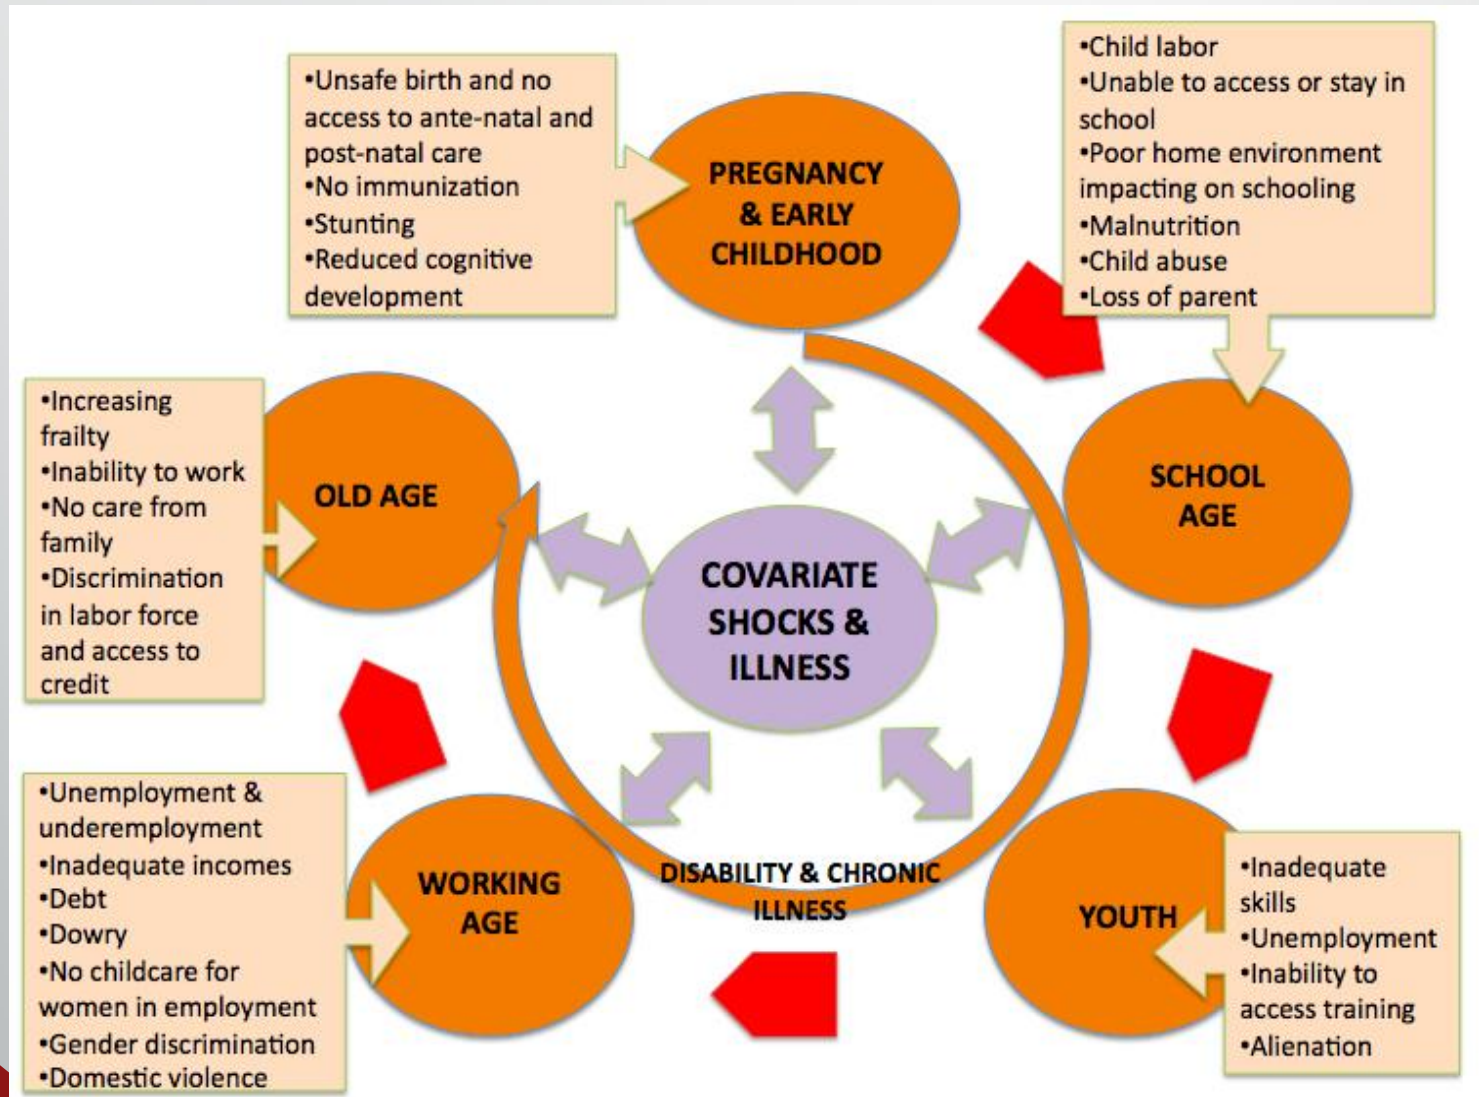 •Unsafe birth and no
access to ante-natal and
post-natal care
•No immunization
•Stunting
•Reduced cognitive
development
PREGNANCY
& EARLY
CHILDHOOD
•Child labor
•Unable to access or stay in
school
•Poor home environment
impacting on schooling
•Malnutrition
•Child abuse
•Loss of parent
SCHOOL
AGE
•Increasing
frailty
•Inability to work
•No care from
family
•Discrimination
in labor force
and access to
credit
OLD AGE
COVARIATE
SHOCKS &
ILLNESS
•Unemployment &
underemployment
•Inadequate incomes
•Debt
•Dowry
•No childcare for
women in employment
•Gender discrimination
•Domestic violence
WORKING
AGE
DISABILITY & CHRONIC
ILLNESS
YOUTH
•Inadequate
skills
•Unemployment
•Inability to
access training
•Alienation